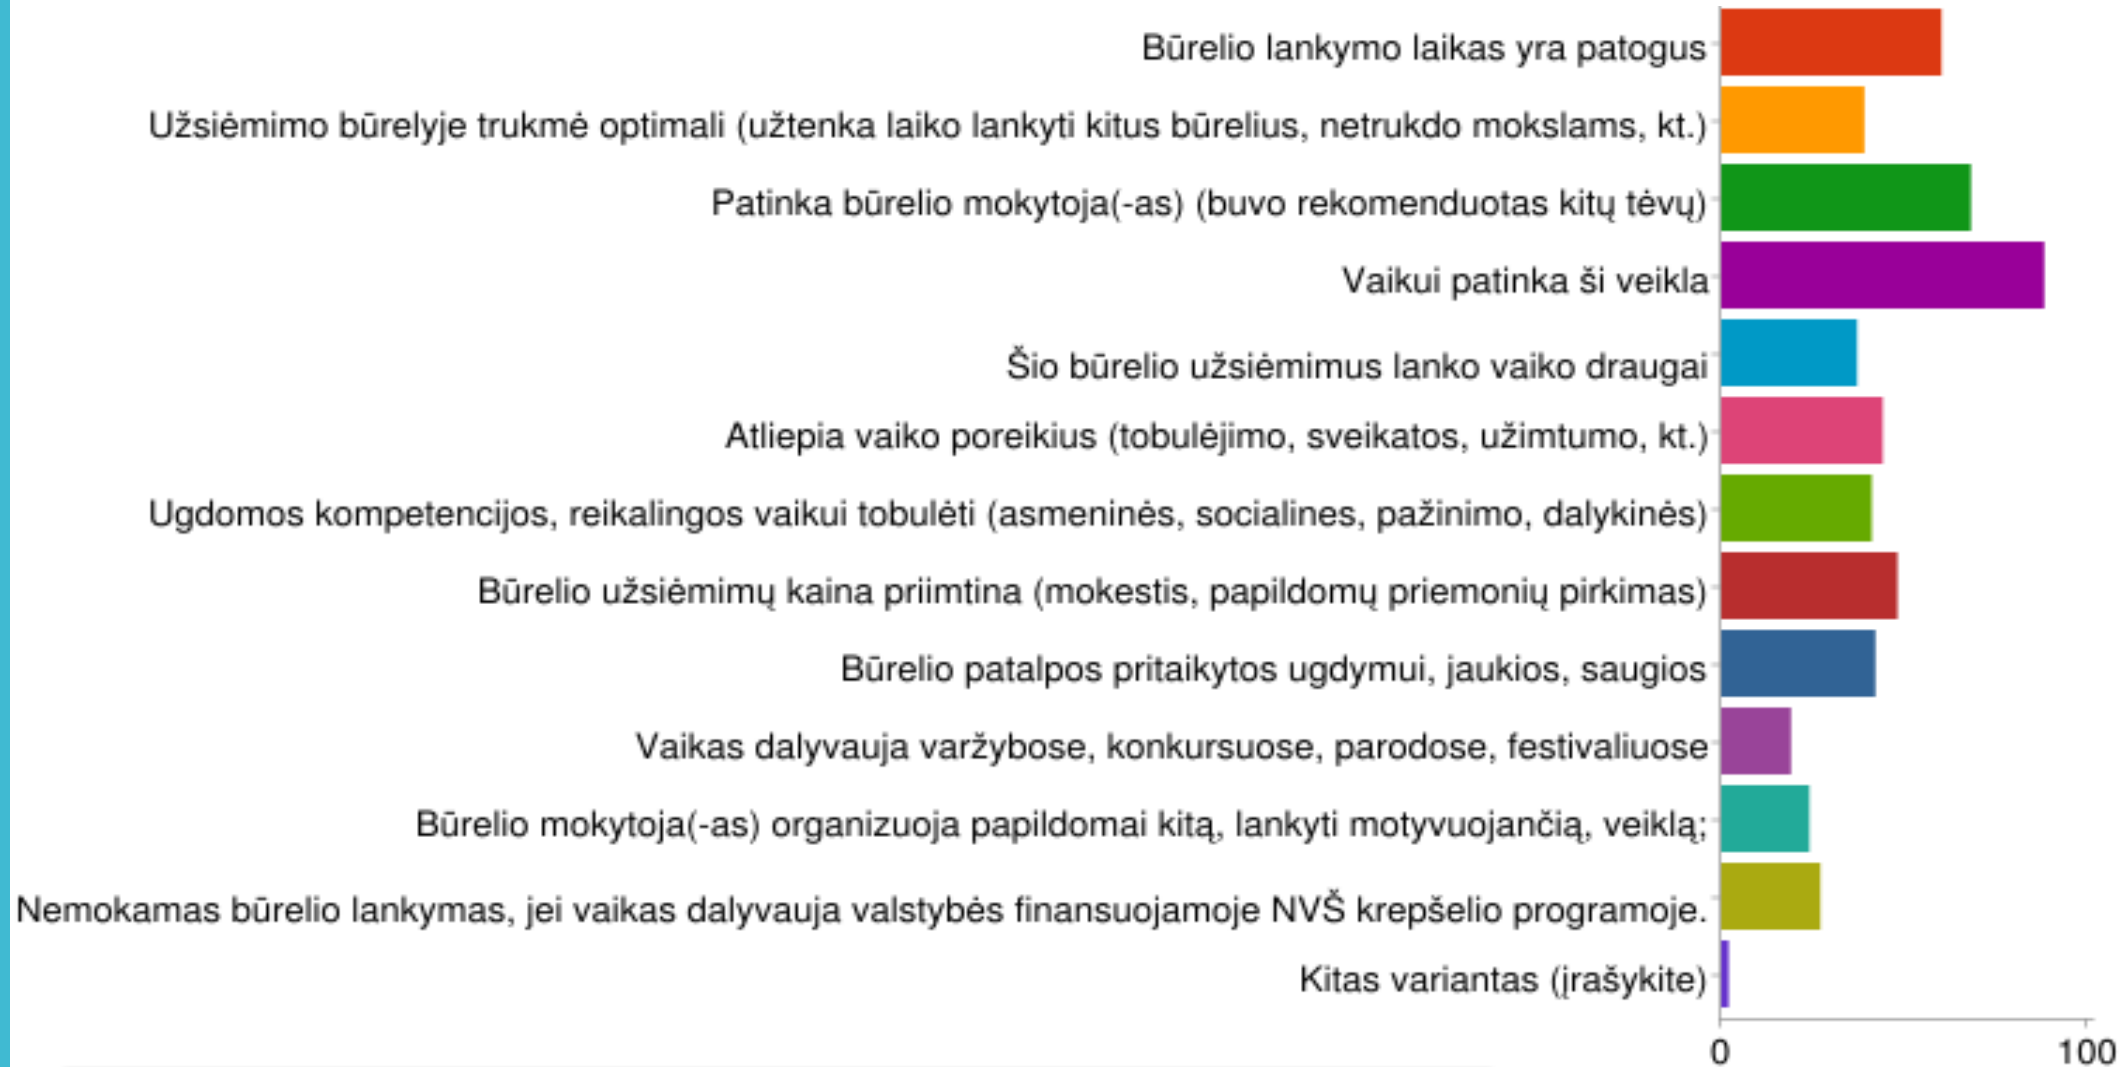 Būrelio lankymo laikas yra patogus
Užsiėmimo būrelyje trukmė optimali (užtenka laiko lankyti kitus būrelius, netrukdo mokslams, kt.)
Patinka būrelio mokytoja(-as) (buvo rekomenduotas kitų tėvų)
Vaikui patinka ši veikla
Šio būrelio užsiėmimus lanko vaiko draugai
Atliepia vaiko poreikius (tobulėjimo, sveikatos, užimtumo, kt.)
Ugdomos kompetencijos, reikalingos vaikui tobulėti (asmeninės, socialines, pažinimo, dalykinės)
Būrelio užsiėmimų kaina priimtina (mokestis, papildomų priemonių pirkimas)
Būrelio patalpos pritaikytos ugdymui, jaukios, saugios
Vaikas dalyvauja varžybose, konkursuose, parodose, festivaliuose
Būrelio mokytoja(-as) organizuoja papildomai kitą, lankyti motyvuojančią, veiklą;
Nemokamas būrelio lankymas, jei vaikas dalyvauja valstybės finansuojamoje NVŠ krepšelio programoje.
Kitas variantas (įrašykite)
0 100